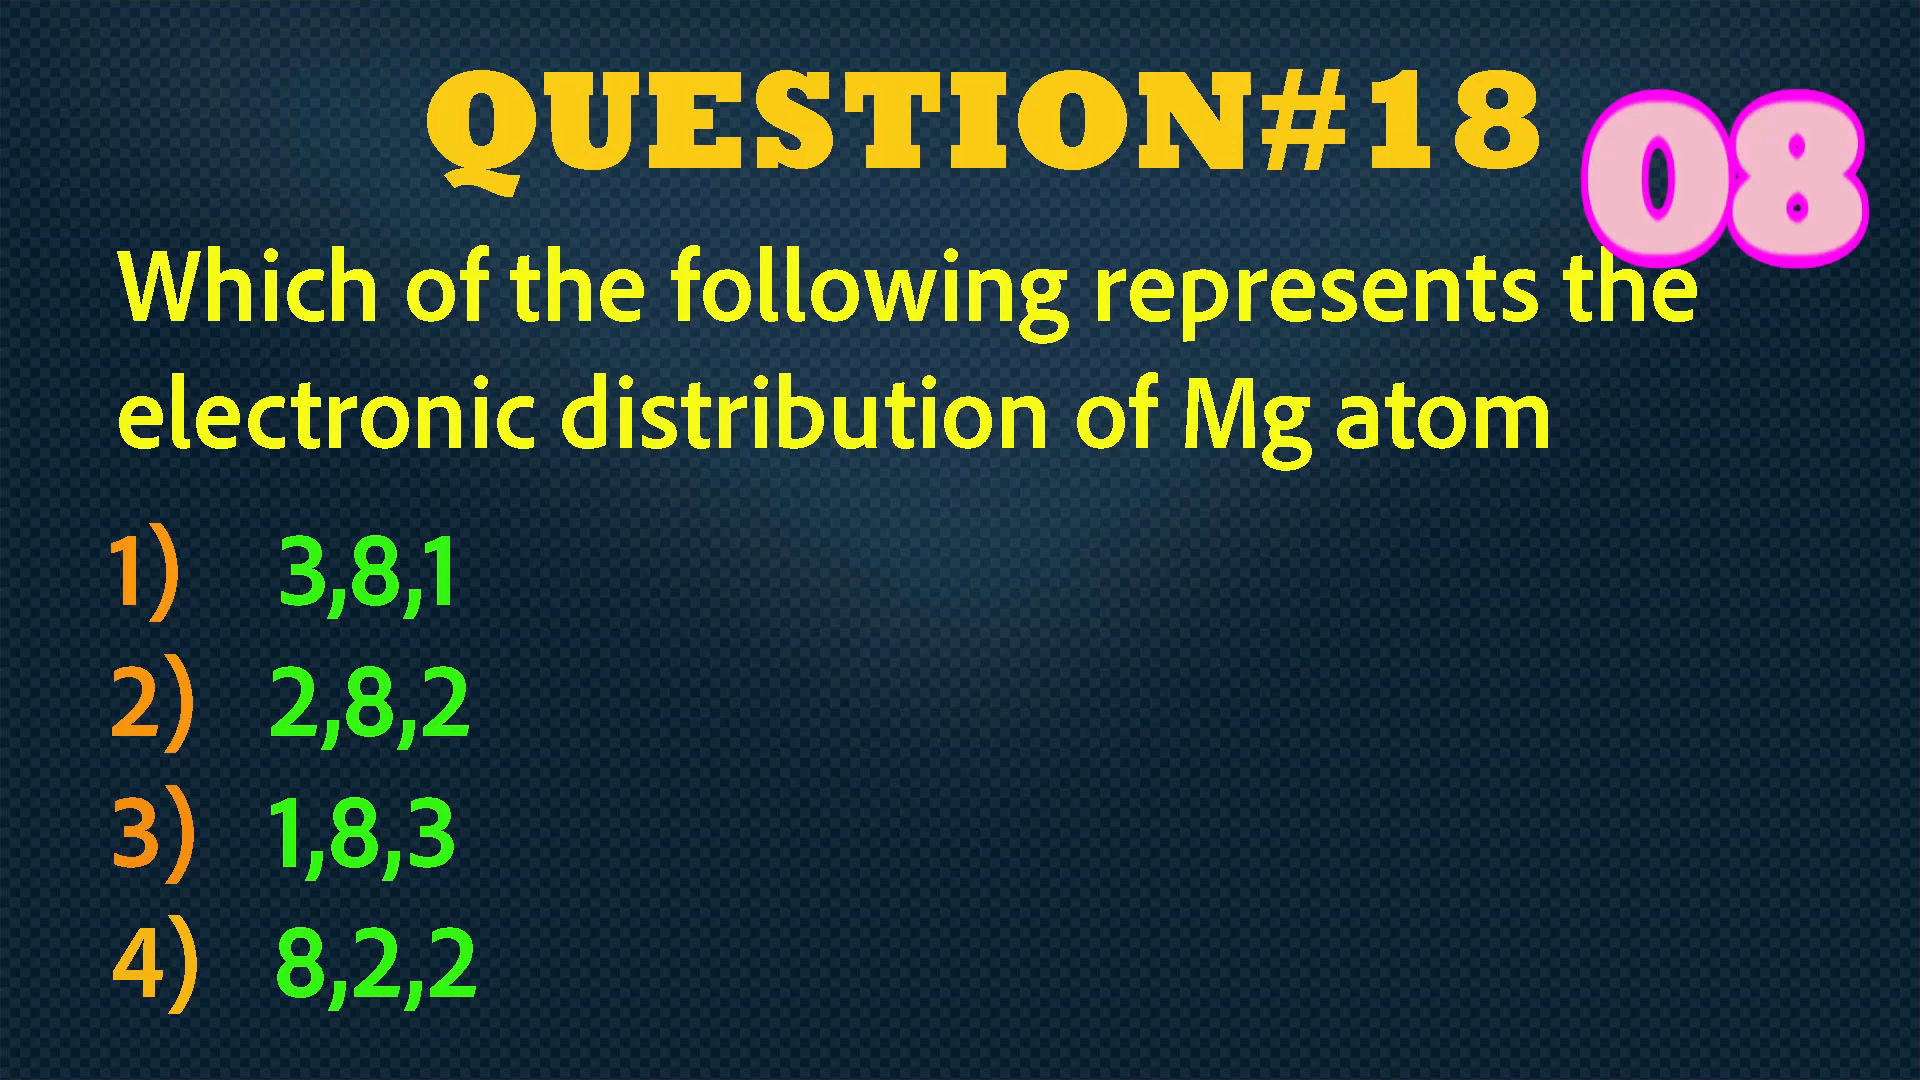 QUESTION#18
08
Which of the following represents the
electronic distribution of Mg atom
1) 3,8,1
2) 2,8,2
3) 1,8,3
4) 8,2,2